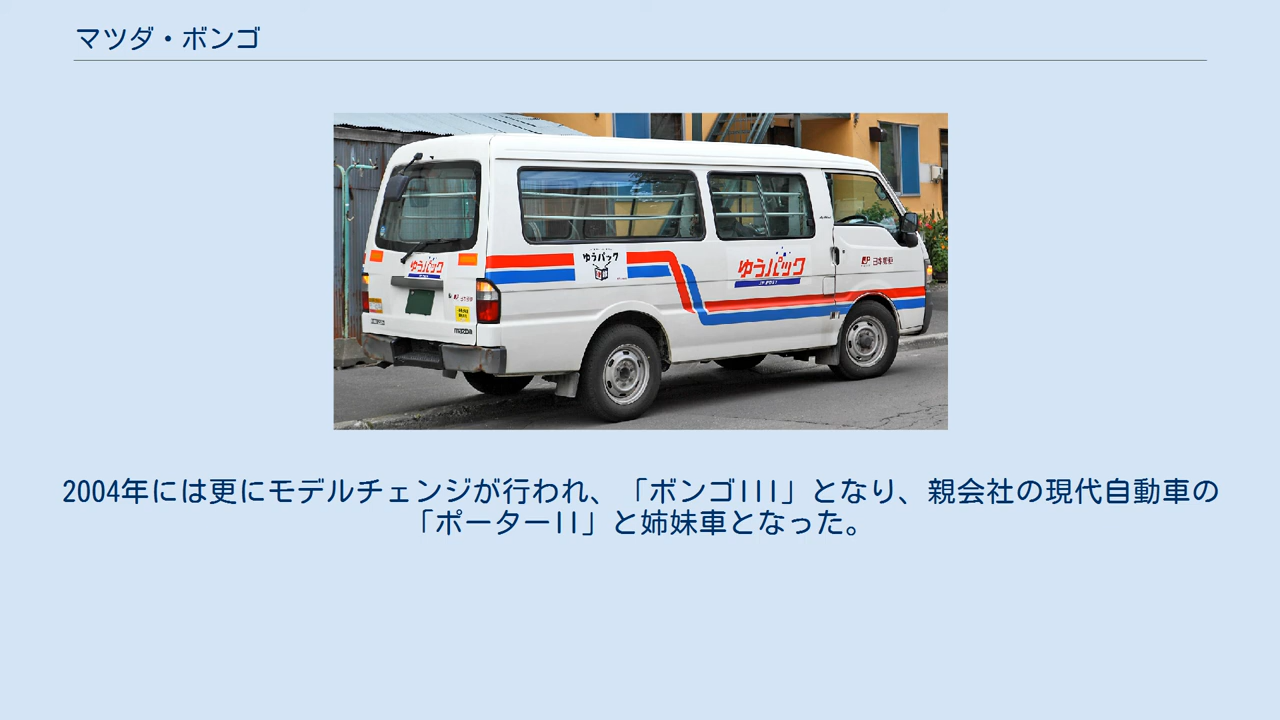 マツダ・ボンゴ
ゆうパック
ゆうパック
ゆうパック
日本郵便
mazda
2004年には更にモデルチェンジが行われ、「ボンゴIII」となり、親会社の現代自動車の
「ポーターII」と姉妹車となった。